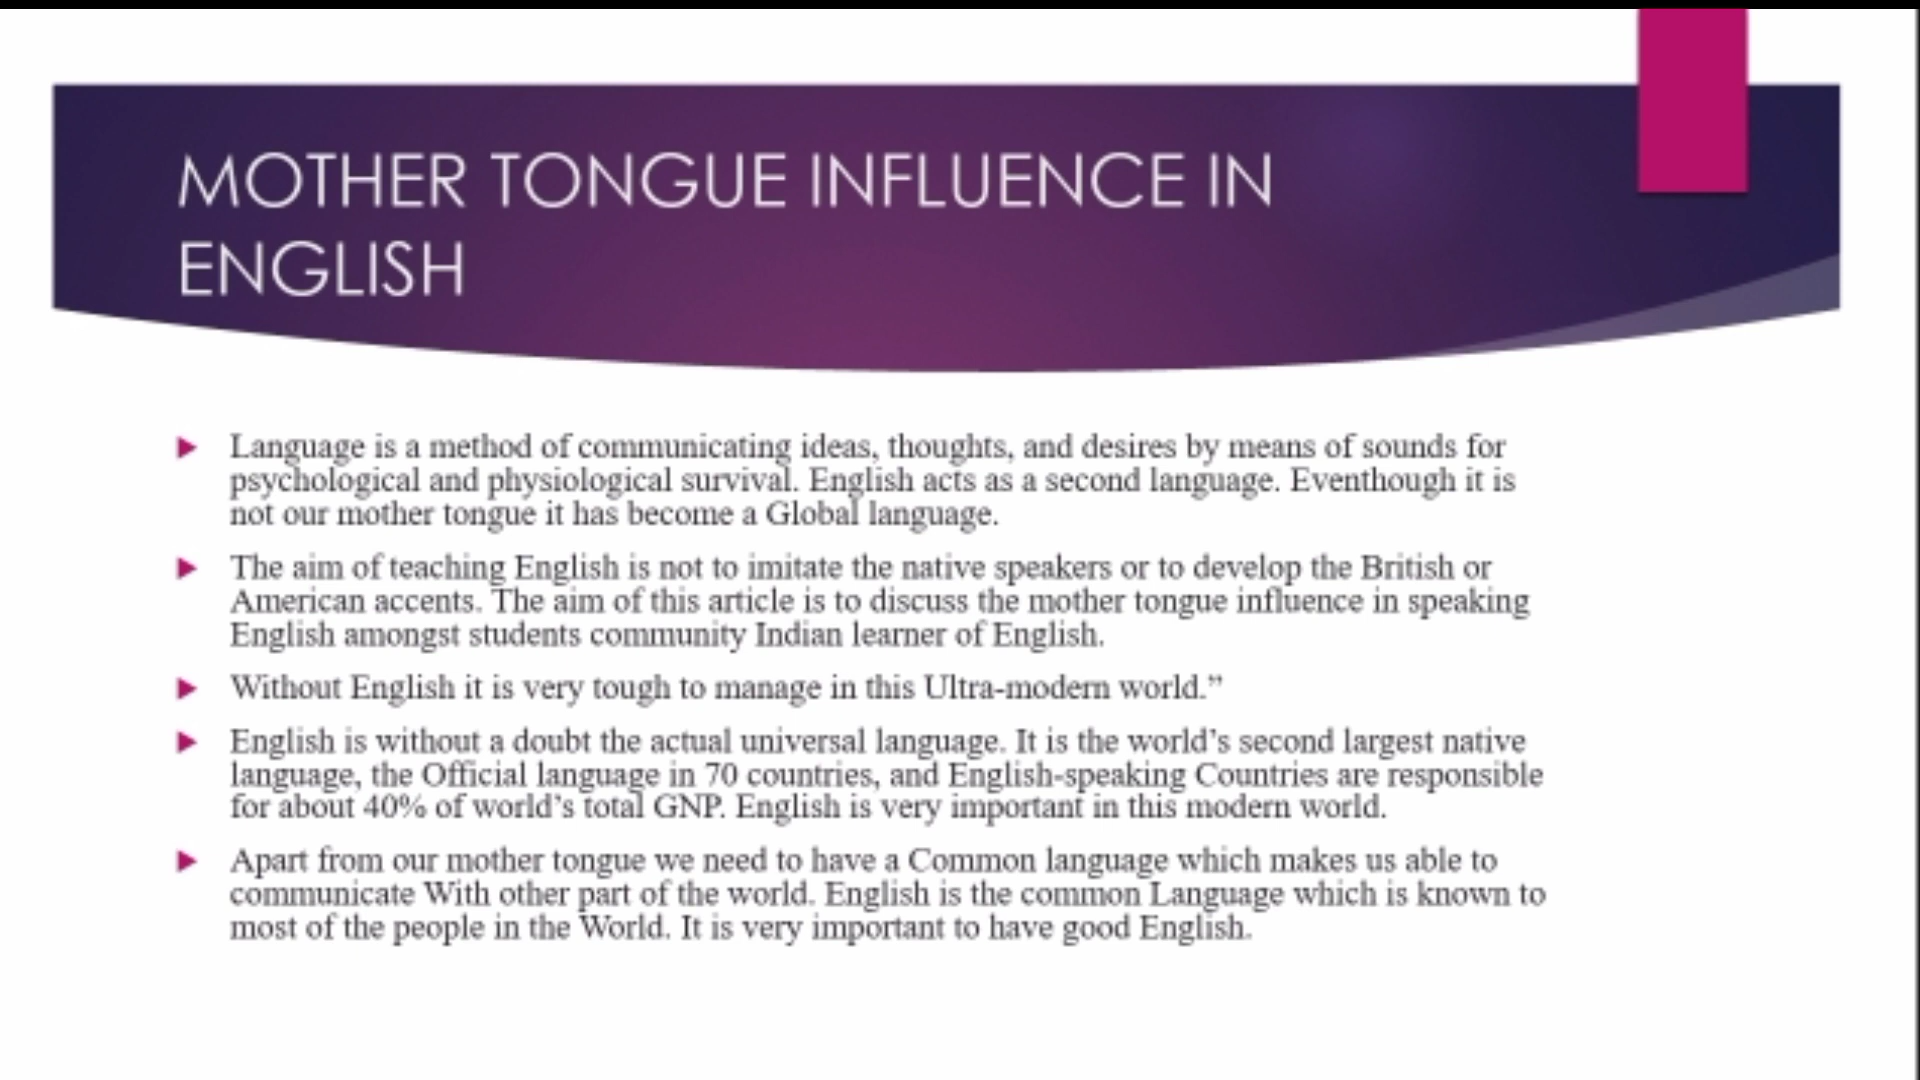 MOTHER TONGUE INFLUENCE IN
ENGLISH
Language is a method of communicating ideas, thoughts, and desires by means of sounds for
psychological and physiological survival. English acts as a second language. Eventhough it is
not our mother tongue it has become a Global language.
The aim of teaching English is not to imitate the native speakers or to develop the British or
American accents. The aim of this article is to discuss the mother tongue influence in speaking
English amongst students community Indian learner of English.
Without English it is very tough to manage in this Ultra-modern world.”
English is without a doubt the actual universal language. It is the world’s second largest native
language, the Official language in 70 countries, and English-speaking Countries are responsible
for about 40% of world’s total GNP. English is very important in this modern world.
Apart from our mother tongue we need to have a Common language which makes us able to
communicate With other part of the world. English is the common Language which is known to
most of the people in the World. It is very important to have good English.